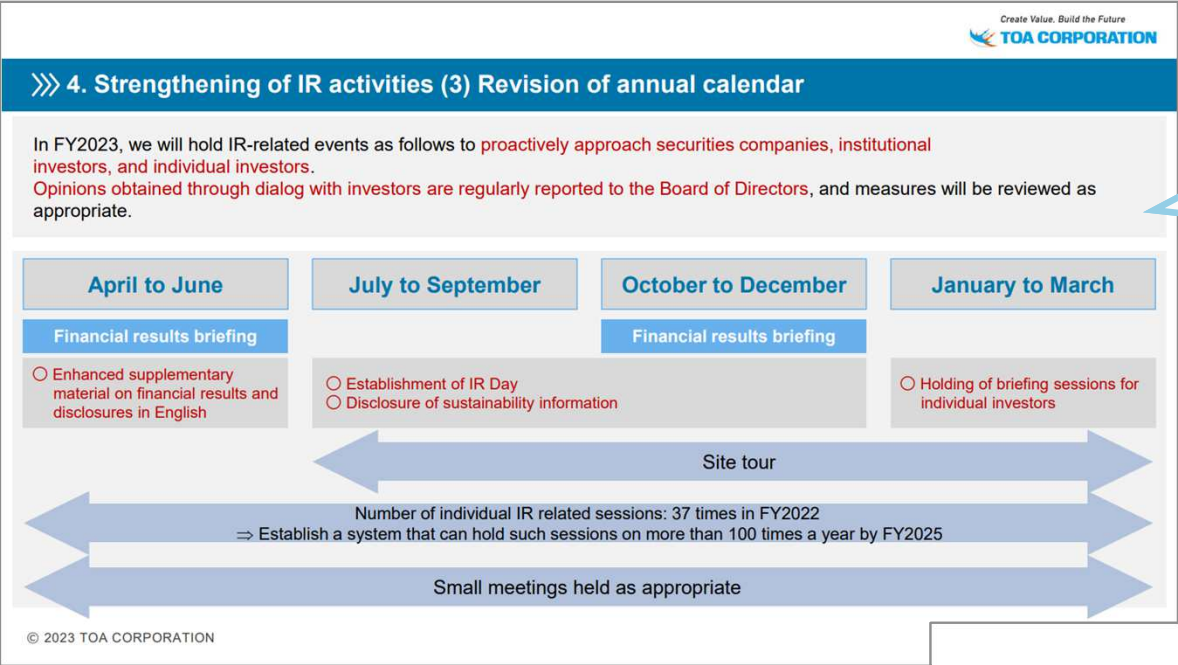 Create Value. Build the Future
TOA CORPORATION
4. Strengthening of IR activities (3) Revision of annual calendar
In FY2023, we will hold IR-related events as follows to proactively approach securities companies, institutional
investors, and individual investors.
Opinions obtained through dialog with investors are regularly reported to the Board of Directors, and measures will be reviewed as
appropriate.
April to June
July to September
October to December
January to March
Financial results briefing
Financial results briefing
○ Enhanced supplementary
material on financial results and
disclosures in English
○ Establishment of IR Day
○ Disclosure of sustainability information
○ Holding of briefing sessions for
individual investors
Site tour
Number of individual IR related sessions: 37 times in FY2022
⇒ Establish a system that can hold such sessions on more than 100 times a year by FY2025
Small meetings held as appropriate
© 2023 TOA CORPORATION